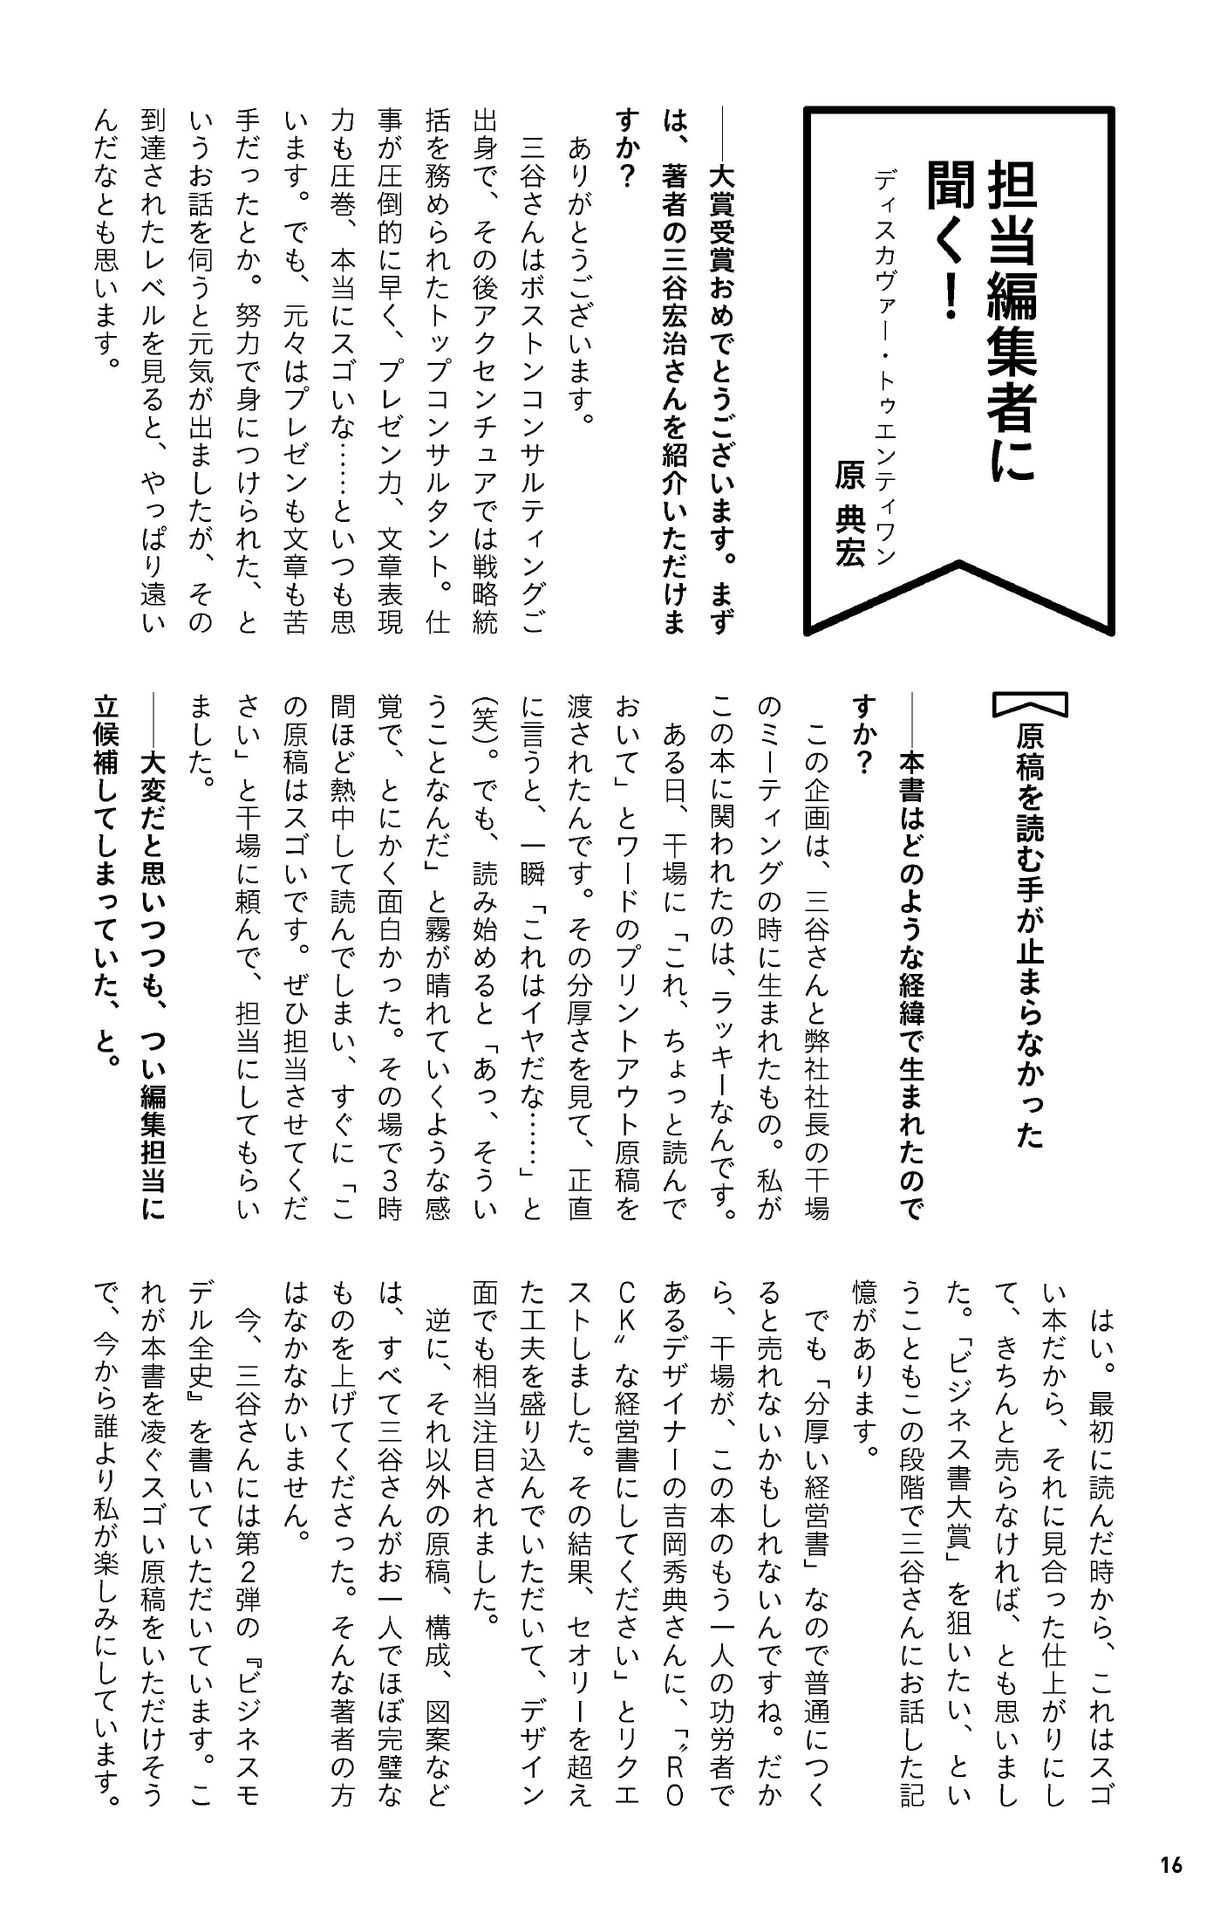 担当編集者に
聞く！
ディスカヴァー・トゥエンティワン
原 典宏
――大賞受賞おめでとうございます。まず
は、著者の三谷宏治さんを紹介いただけま
すか？
ありがとうございます。
三谷さんはボストンコンサルティングご
出身で、その後アクセンチュアでは戦略統
括を務められたトップコンサルタント。仕
事が圧倒的に早く、プレゼン力、文章表現
力も圧巻、本当にスゴいな……といつも思
います。でも、元々はプレゼンも文章も苦
手だったとか。努力で身につけられた、と
いうお話を伺うと元気が出ましたが、その
到達されたレベルを見ると、やっぱり遠い
んだなとも思います。
原稿を読む手が止まらなかった
――本書はどのような経緯で生まれたので
すか？
この企画は、三谷さんと弊社社長の干場
のミーティングの時に生まれたもの。私が
この本に関われたのは、ラッキーなんです。
ある日、干場に「これ、ちょっと読んで
おいて」とワードのプリントアウト原稿を
渡されたんです。その分厚さを見て、正直
に言うと、一瞬「これはイヤだな……」と
（笑）。でも、読み始めると「あっ、そうい
うことなんだ」と霧が晴れていくような感
覚で、とにかく面白かった。その場で３時
間ほど熱中して読んでしまい、すぐに「こ
の原稿はスゴいです。ぜひ担当させてくだ
さい」と干場に頼んで、担当にしてもらい
ました。
――大変だと思いつつも、つい編集担当に
立候補してしまっていた、と。
はい。最初に読んだ時から、これはスゴ
い本だから、それに見合った仕上がりにし
て、きちんと売らなければ、とも思いまし
た。「ビジネス書大賞」を狙いたい、とい
うこともこの段階で三谷さんにお話した記
憶があります。
でも「分厚い経営書」なので普通につく
ると売れないかもしれないんですね。だか
ら、干場が、この本のもう一人の功労者で
あるデザイナーの吉岡秀典さんに、「〝ＲＯ
ＣＫ〟な経営書にしてください」とリクエ
ストしました。その結果、セオリーを超え
た工夫を盛り込んでいただいて、デザイン
面でも相当注目されました。
逆に、それ以外の原稿、構成、図案など
は、すべて三谷さんがお一人でほぼ完璧な
ものを上げてくださった。そんな著者の方
はなかなかいません。
今、三谷さんには第２弾の『ビジネスモ
デル全史』を書いていただいています。こ
れが本書を凌ぐスゴい原稿をいただけそう
で、今から誰より私が楽しみにしています。
16